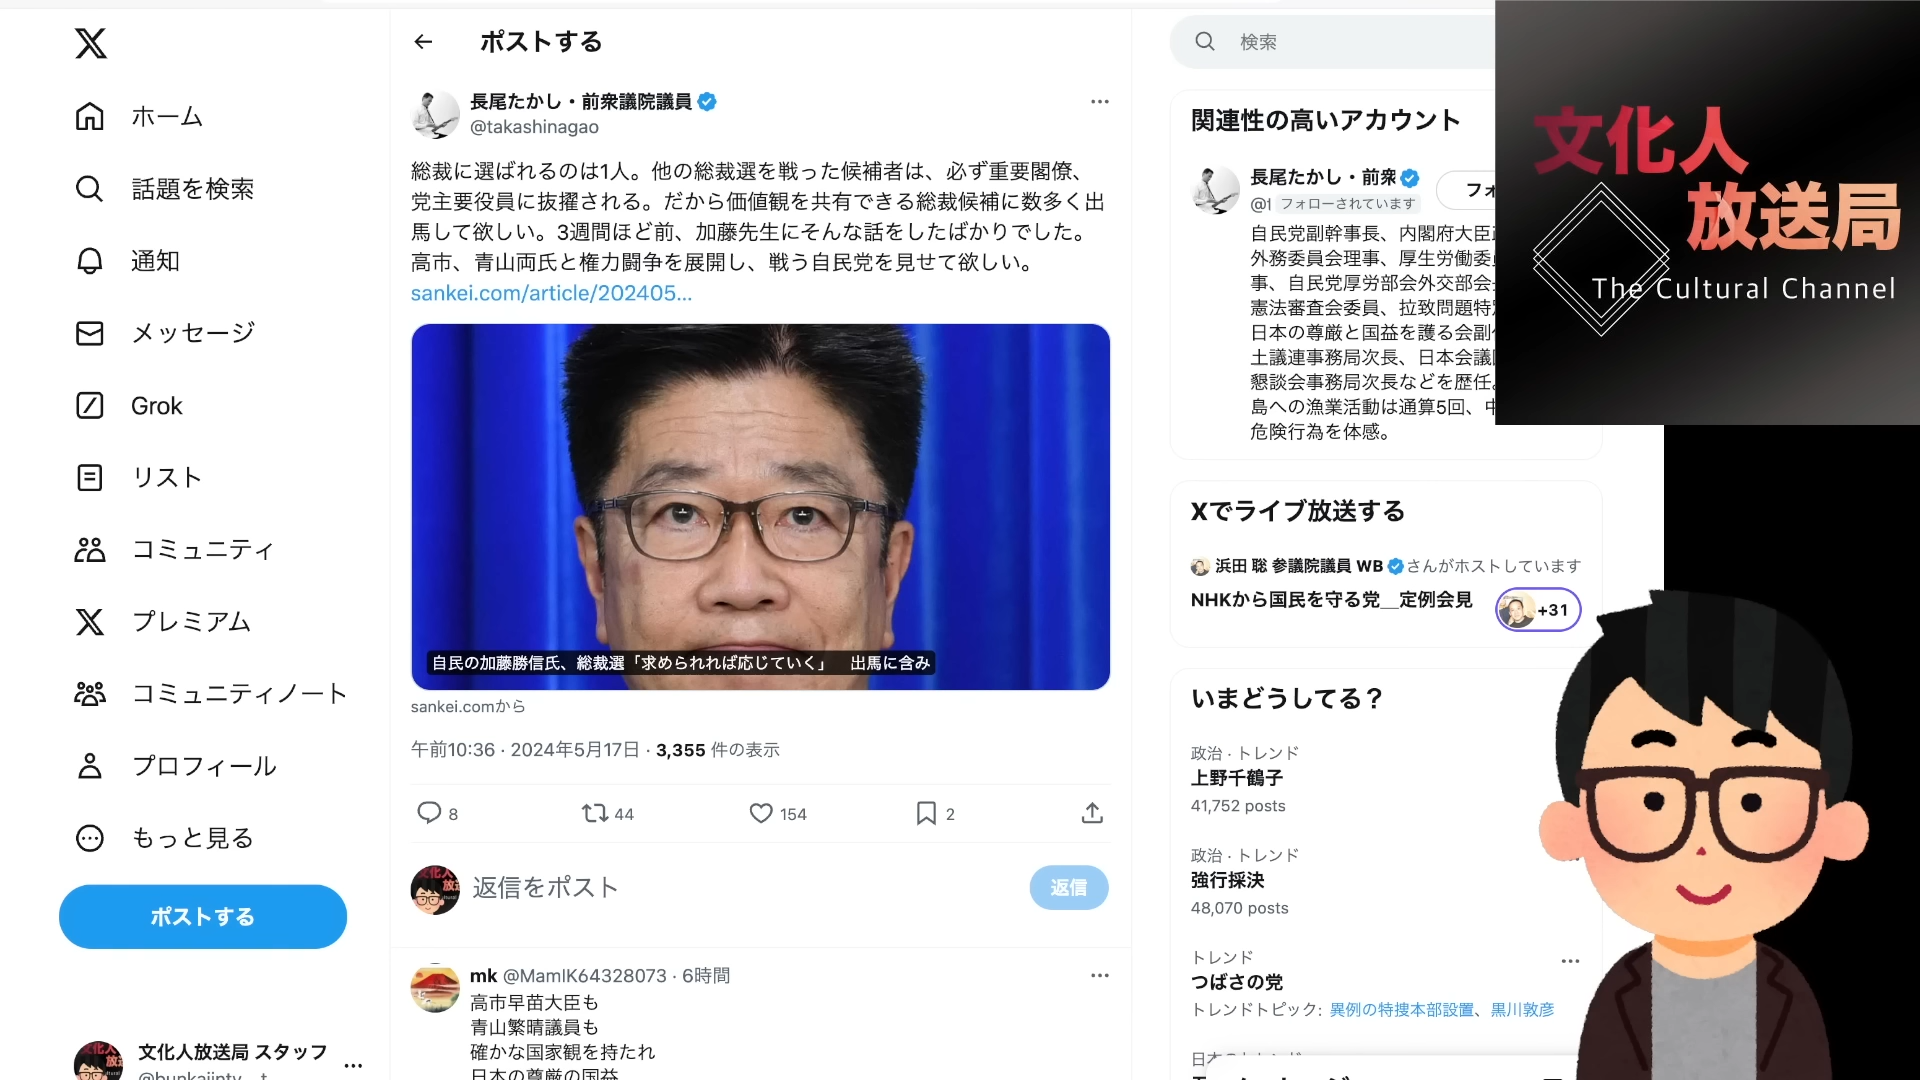 ホーム
話題を検索
通知
メッセージ
Grok
リスト
コミュニティ
プレミアム
コミュニティノート
プロフィール
もっと見る
ポストする
文化人放送局 スタッフ
ポストする
長尾たかし・前衆議院議員
@takashinagao
総裁に選ばれるのは1人。他の総裁選を戦った候補者は、必ず重要閣僚、
党主要役員に抜擢される。だから価値観を共有できる総裁候補に数多く出
馬して欲しい。3週間ほど前、加藤先生にそんな話をしたばかりでした。
高市、青山両氏と権力闘争を展開し、戦う自民党を見せて欲しい。
sankei.com/article/202405...
自民の加藤勝信氏、総裁選「求められれば応じていく」 出馬に含み
sankei.comから
午前10:36 · 2024年5月17日 · 3,355 件の表示
8 44 154 2
返信をポスト
返信
mk @MamIK64328073 · 6時間
高市早苗大臣も
青山繁晴議員も
確かな国家観を持たれ
日本の尊厳の国益
検索
関連性の高いアカウント
長尾たかし・前衆
フォローされています
自民党副幹事長、内閣府大臣
外務委員会理事、厚生労働委
事、自民党厚労部会外交部会
憲法審査会委員、拉致問題特
日本の尊厳と国益を護る会副
土議連事務局次長、日本会議
懇談会事務局次長などを歴任。
島への漁業活動は通算5回、中
危険行為を体感。
Xでライブ放送する
浜田 聡 参議院議員 WB さんがホストしています
NHKから国民を守る党__定例会見
+31
いまどうしてる？
政治 · トレンド
上野千鶴子
41,752 posts
政治 · トレンド
強行採決
48,070 posts
トレンド
つばさの党
トレンドトピック: 異例の特捜本部設置、黒川敦彦
文化人
放送局
The Cultural Channel